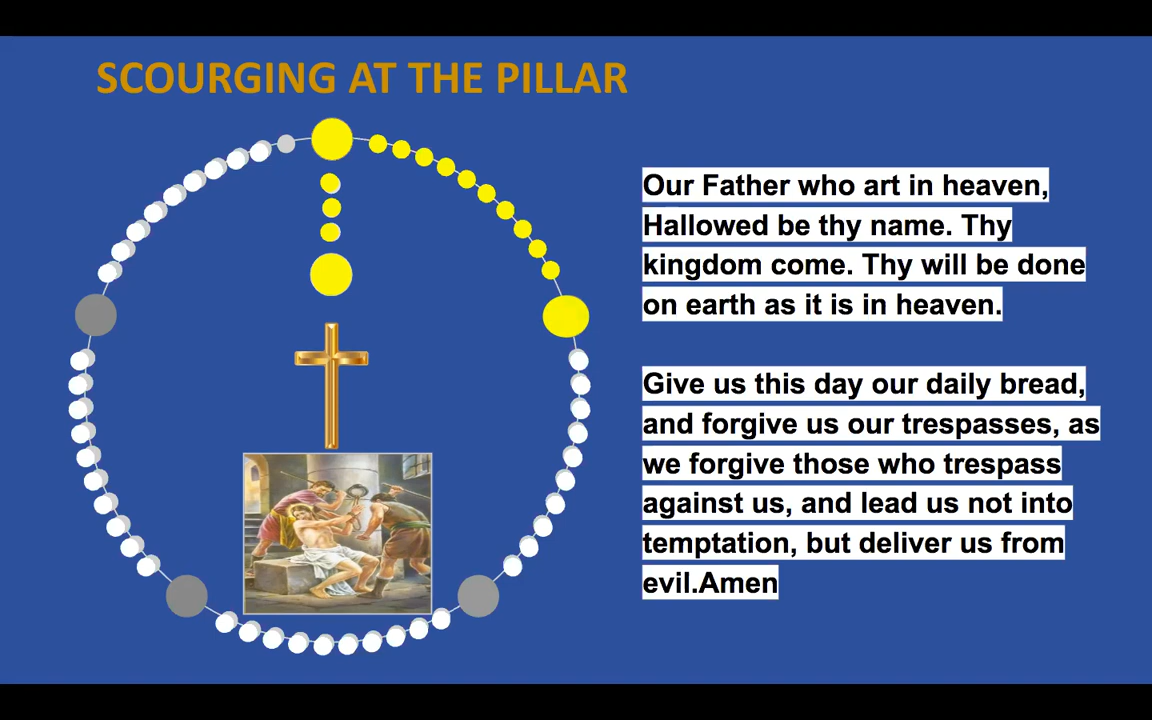 SCOURGING AT THE PILLAR
Our Father who art in heaven,
Hallowed be thy name. Thy
kingdom come. Thy will be done
on earth as it is in heaven.
Give us this day our daily bread,
and forgive us our trespasses, as
we forgive those who trespass
against us, and lead us not into
temptation, but deliver us from
evil.Amen